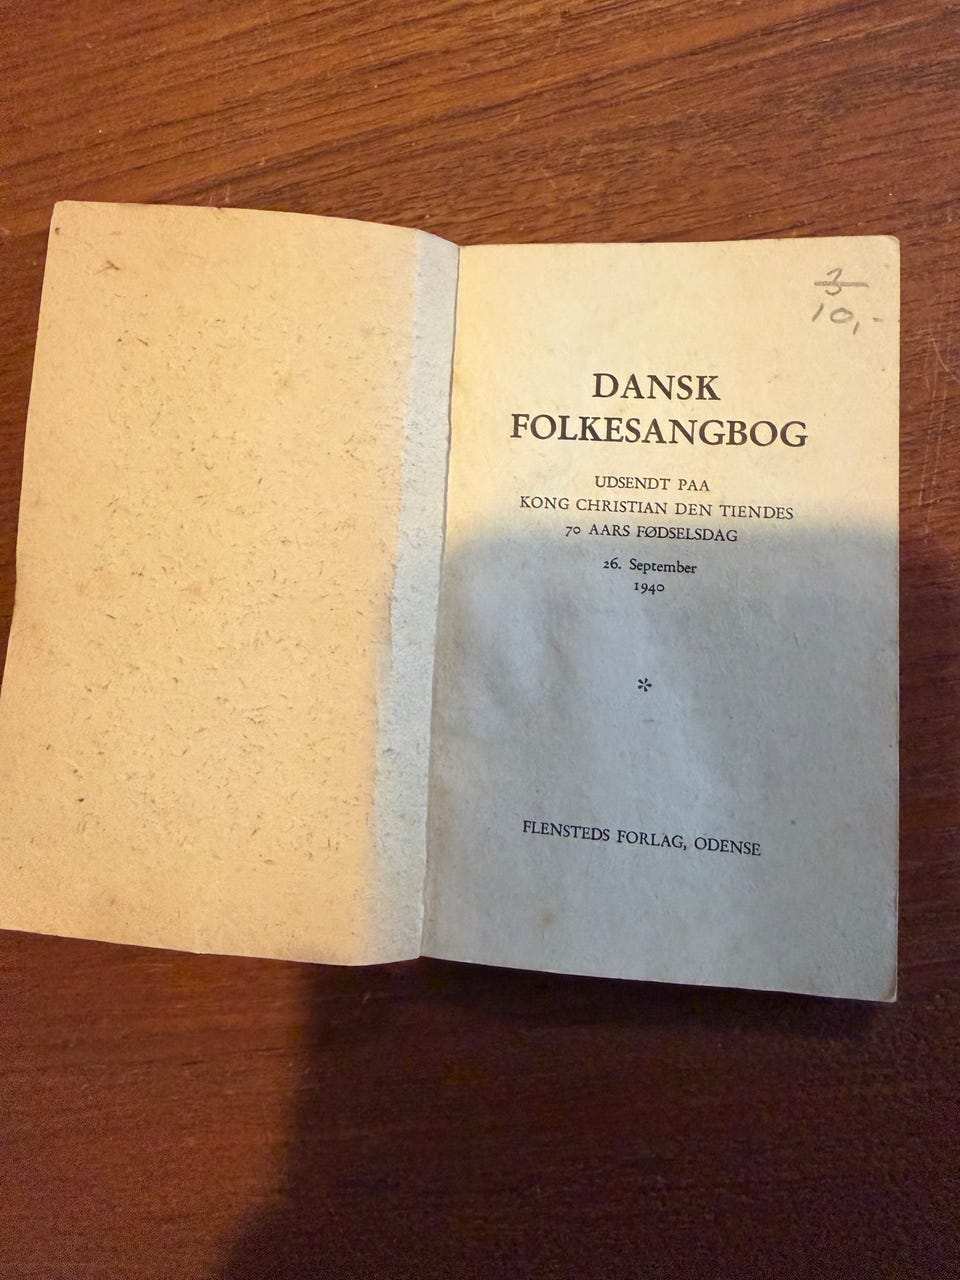 3
10,-
DANSK
FOLKESANGBOG
UDSENDT PAA
KONG CHRISTIAN DEN TIENDES
70 AARS FØDSELSDAG
26. September
1940
*
FLENSTEDS FORLAG, ODENSE